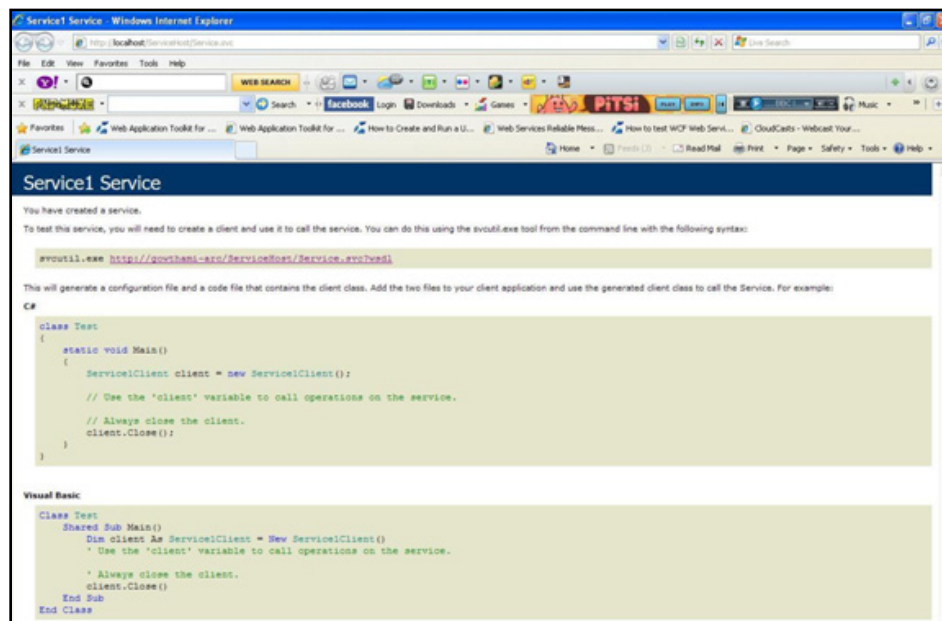 Service1 Service - Windows Internet Explorer
http://localhost/ServiceHost/Service.svc
Live Search
File Edit View Favorites Tools Help
WEB SEARCH
Search facebook Login Downloads Games PiTSi Music
Favorites Web Application Toolkit for ... Web Application Toolkit for ... How to Create and Run a U... Web Services Reliable Mess... How to test WCF Web Servi... CloudCasts - Webcast Your...
Service1 Service Home Feeds Read Mail Print Page Safety Tools Help
Service1 Service
You have created a service.
To test this service, you will need to create a client and use it to call the service. You can do this using the svcutil.exe tool from the command line with the following syntax:
svcutil.exe http://gowthami-arc/ServiceHost/Service.svc?wsdl
This will generate a configuration file and a code file that contains the client class. Add the two files to your client application and use the generated client class to call the Service. For example:
C#
class Test
{
static void Main()
{
Service1Client client = new Service1Client();
// Use the 'client' variable to call operations on the service.
// Always close the client.
client.Close();
}
}
Visual Basic
Class Test
Shared Sub Main()
Dim client As Service1Client = New Service1Client()
' Use the 'client' variable to call operations on the service.
' Always close the client.
client.Close()
End Sub
End Class